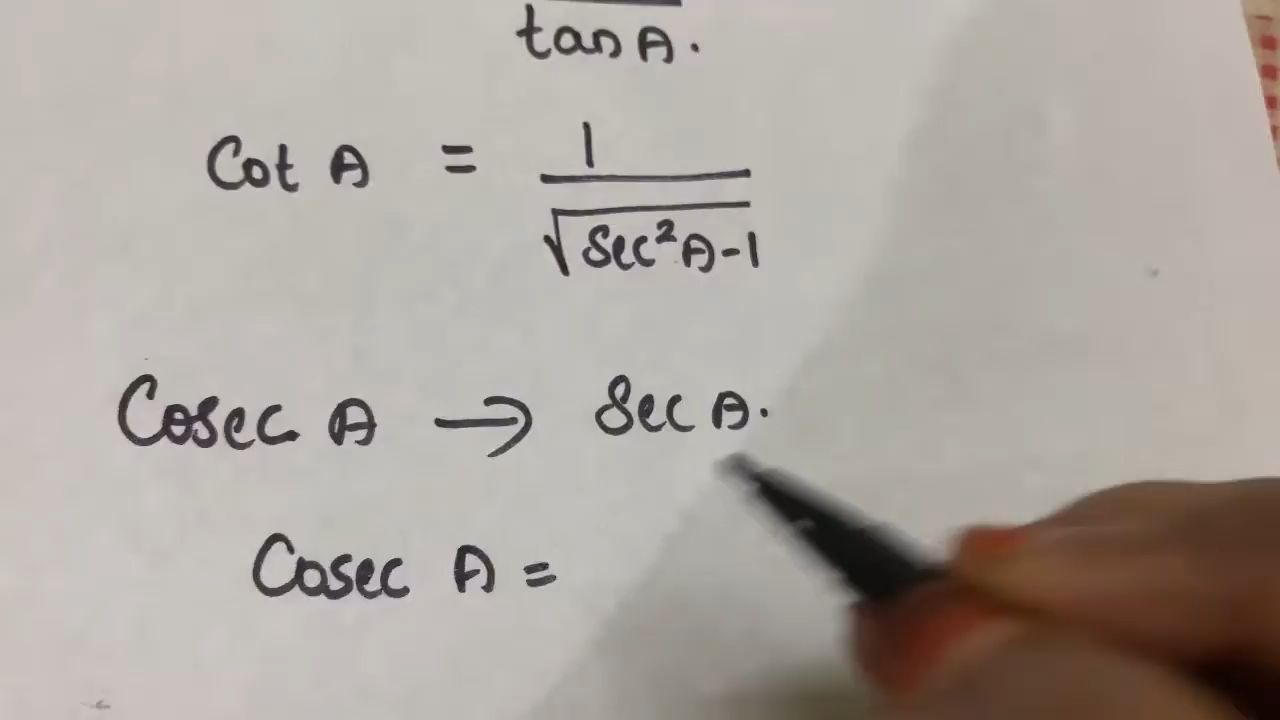 tan A.
Cot A = 1 / √Sec²A-1
Cosec A → Sec A.
Cosec A =